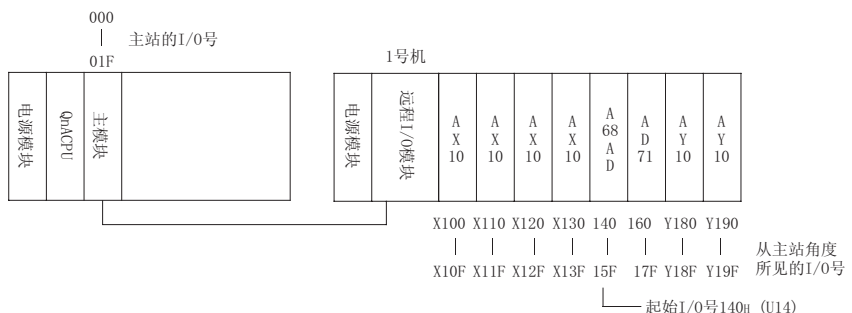 000
主站的I/O号
01F
1号机
电源模块
QnACPU
主模块
电源模块
远程I/O模块
AX10
AX10
AX10
AX10
A68AD
AD71
AY10
AY10
X100 X110 X120 X130 140 160 Y180 Y190
X10F X11F X12F X13F 15F 17F Y18F Y19F
从主站角度
所见的I/O号
起始I/O号140H (U14)